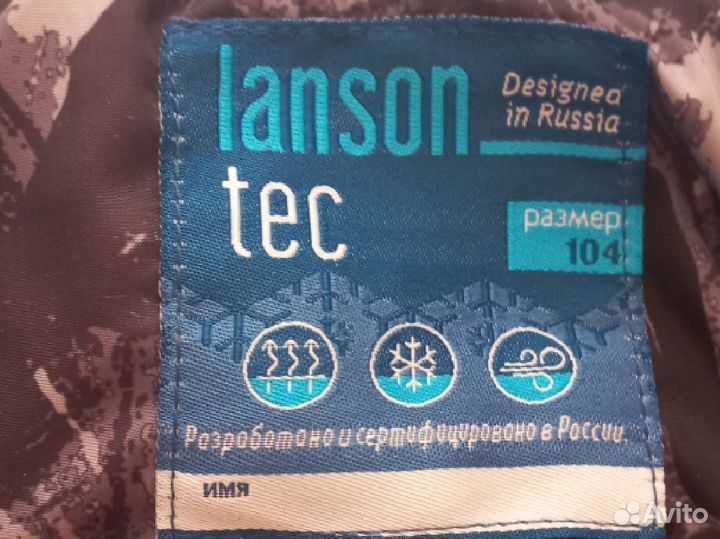 lanson
Designed
in Russia
tec
размер
104
Разработано и сертифицировано в России.
имя
Avito